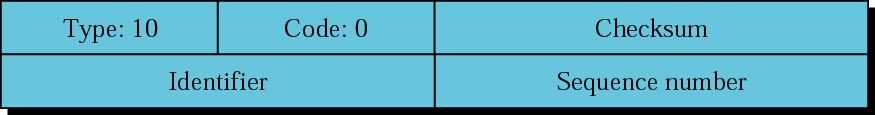 Type: 10 Code: 0 Checksum
Identifier Sequence number